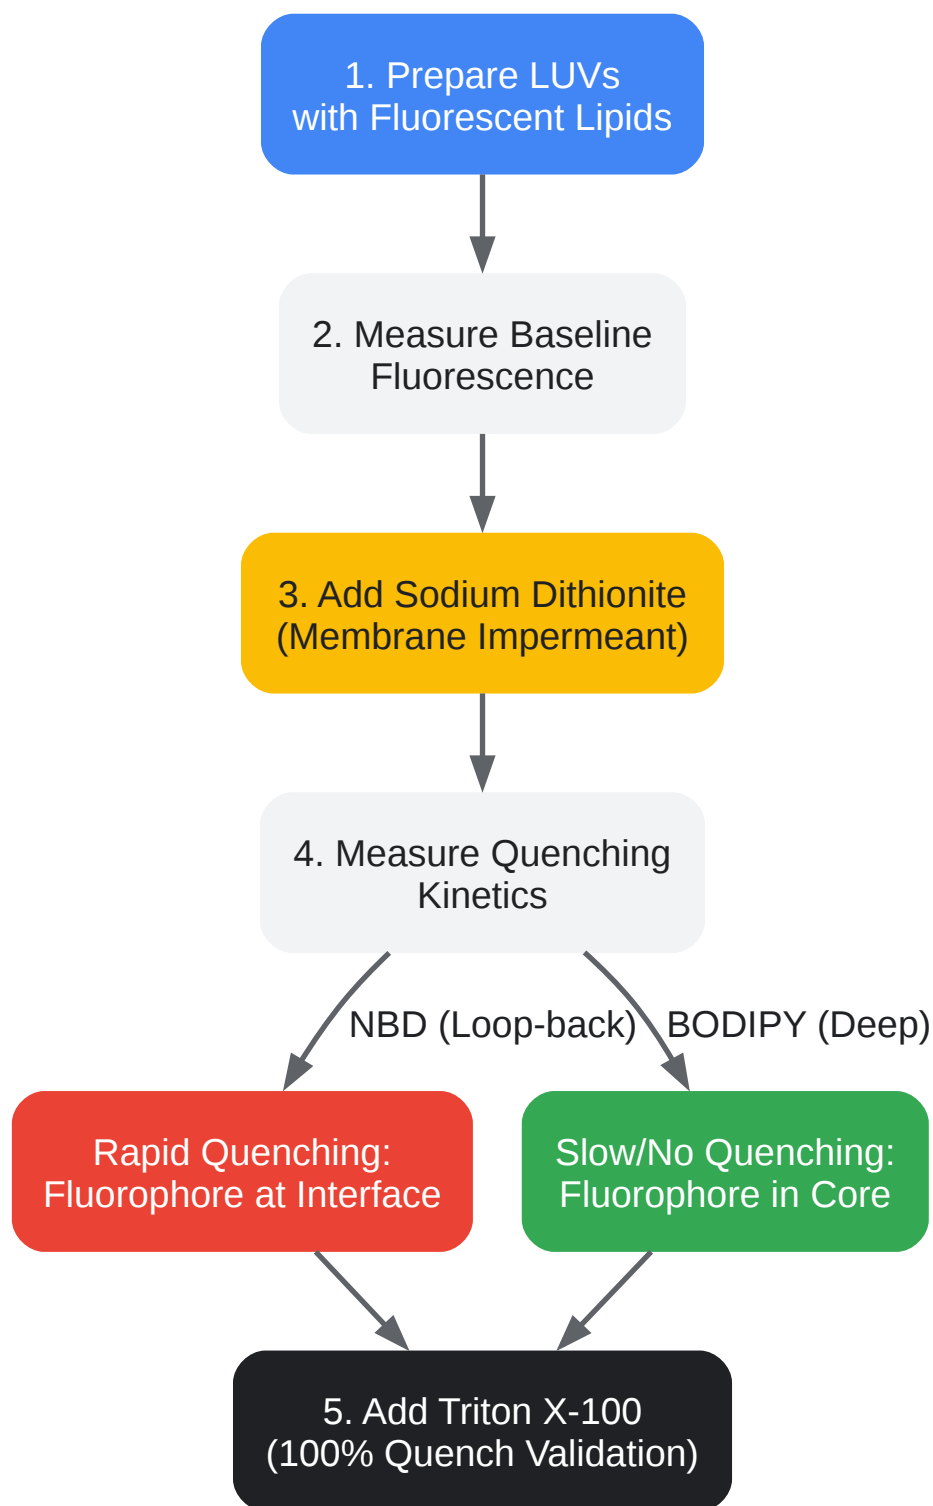 1. Prepare LUVs
with Fluorescent Lipids
2. Measure Baseline
Fluorescence
3. Add Sodium Dithionite
(Membrane Impermeant)
4. Measure Quenching
Kinetics
NBD (Loop-back)
BODIPY (Deep)
Rapid Quenching:
Fluorophore at Interface
Slow/No Quenching:
Fluorophore in Core
5. Add Triton X-100
(100% Quench Validation)